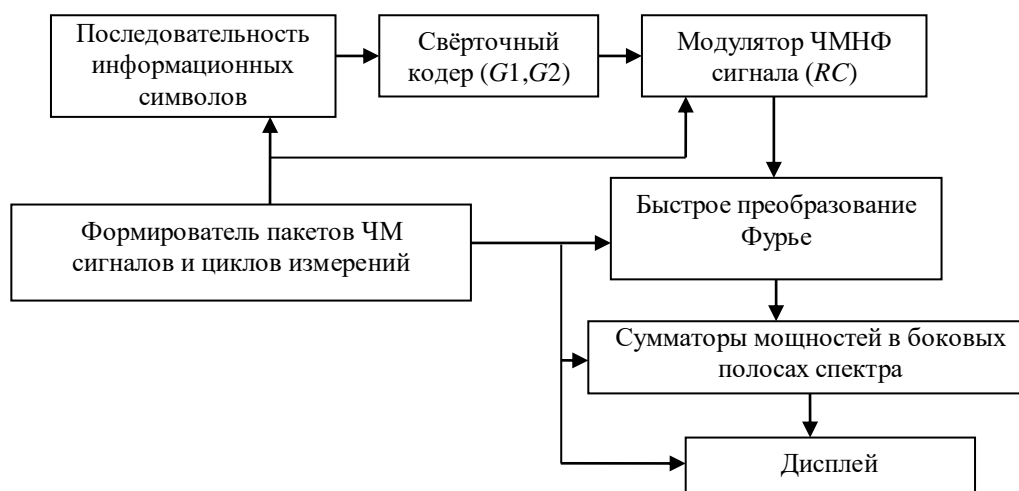 Последовательность
информационных
символов
Свёрточный
кодер (G1,G2)
Модулятор ЧМНФ
сигнала (RC)
Формирователь пакетов ЧМ
сигналов и циклов измерений
Быстрое преобразование
Фурье
Сумматоры мощностей в боковых
полосах спектра
Дисплей